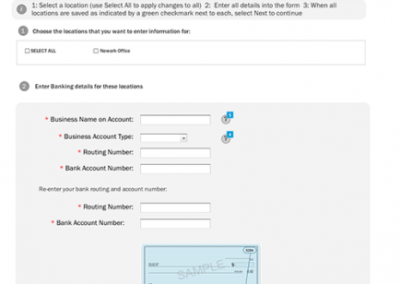 1: Select a location (use Select All to apply changes to all) 2: Enter all details into the form 3: When all
locations are saved as indicated by a green checkmark next to each, select Next to continue
1 Choose the locations that you want to enter information for:
SELECT ALL Newark Office
2 Enter Banking details for these locations
* Business Name on Account:
* Business Account Type:
* Routing Number:
* Bank Account Number:
Re-enter your bank routing and account number:
* Routing Number:
* Bank Account Number:
SAMPLE
$